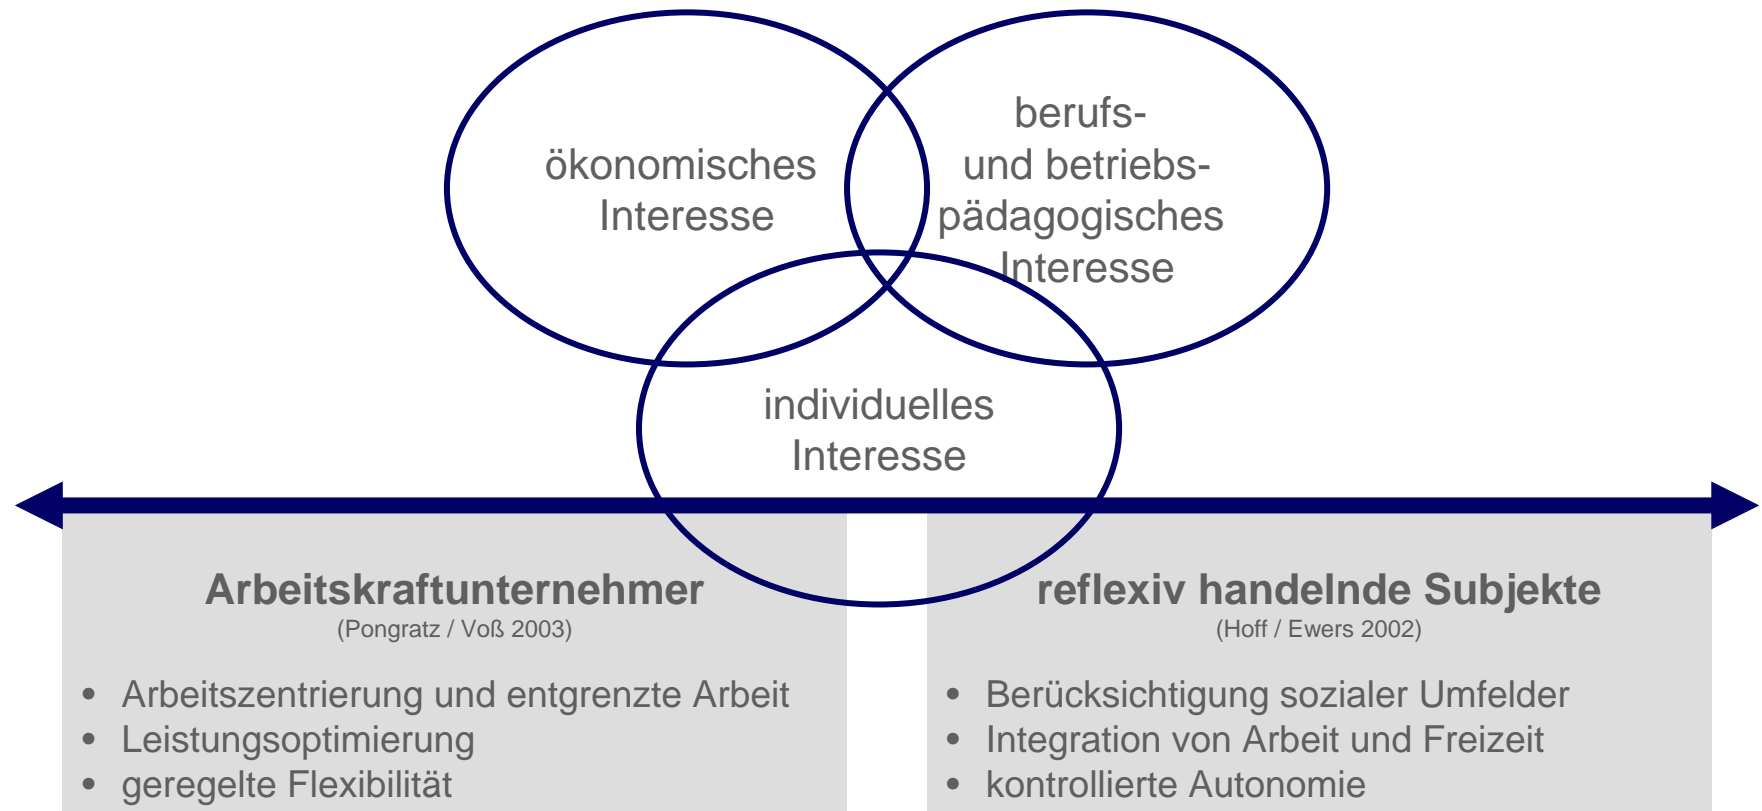 ökonomisches
Interesse
berufs-
und betriebs-
pädagogisches
Interesse
individuelles
Interesse
Arbeitskraftunternehmer
(Pongratz / Voß 2003)
• Arbeitszentrierung und entgrenzte Arbeit
• Leistungsoptimierung
• geregelte Flexibilität
reflexiv handelnde Subjekte
(Hoff / Ewers 2002)
• Berücksichtigung sozialer Umfelder
• Integration von Arbeit und Freizeit
• kontrollierte Autonomie